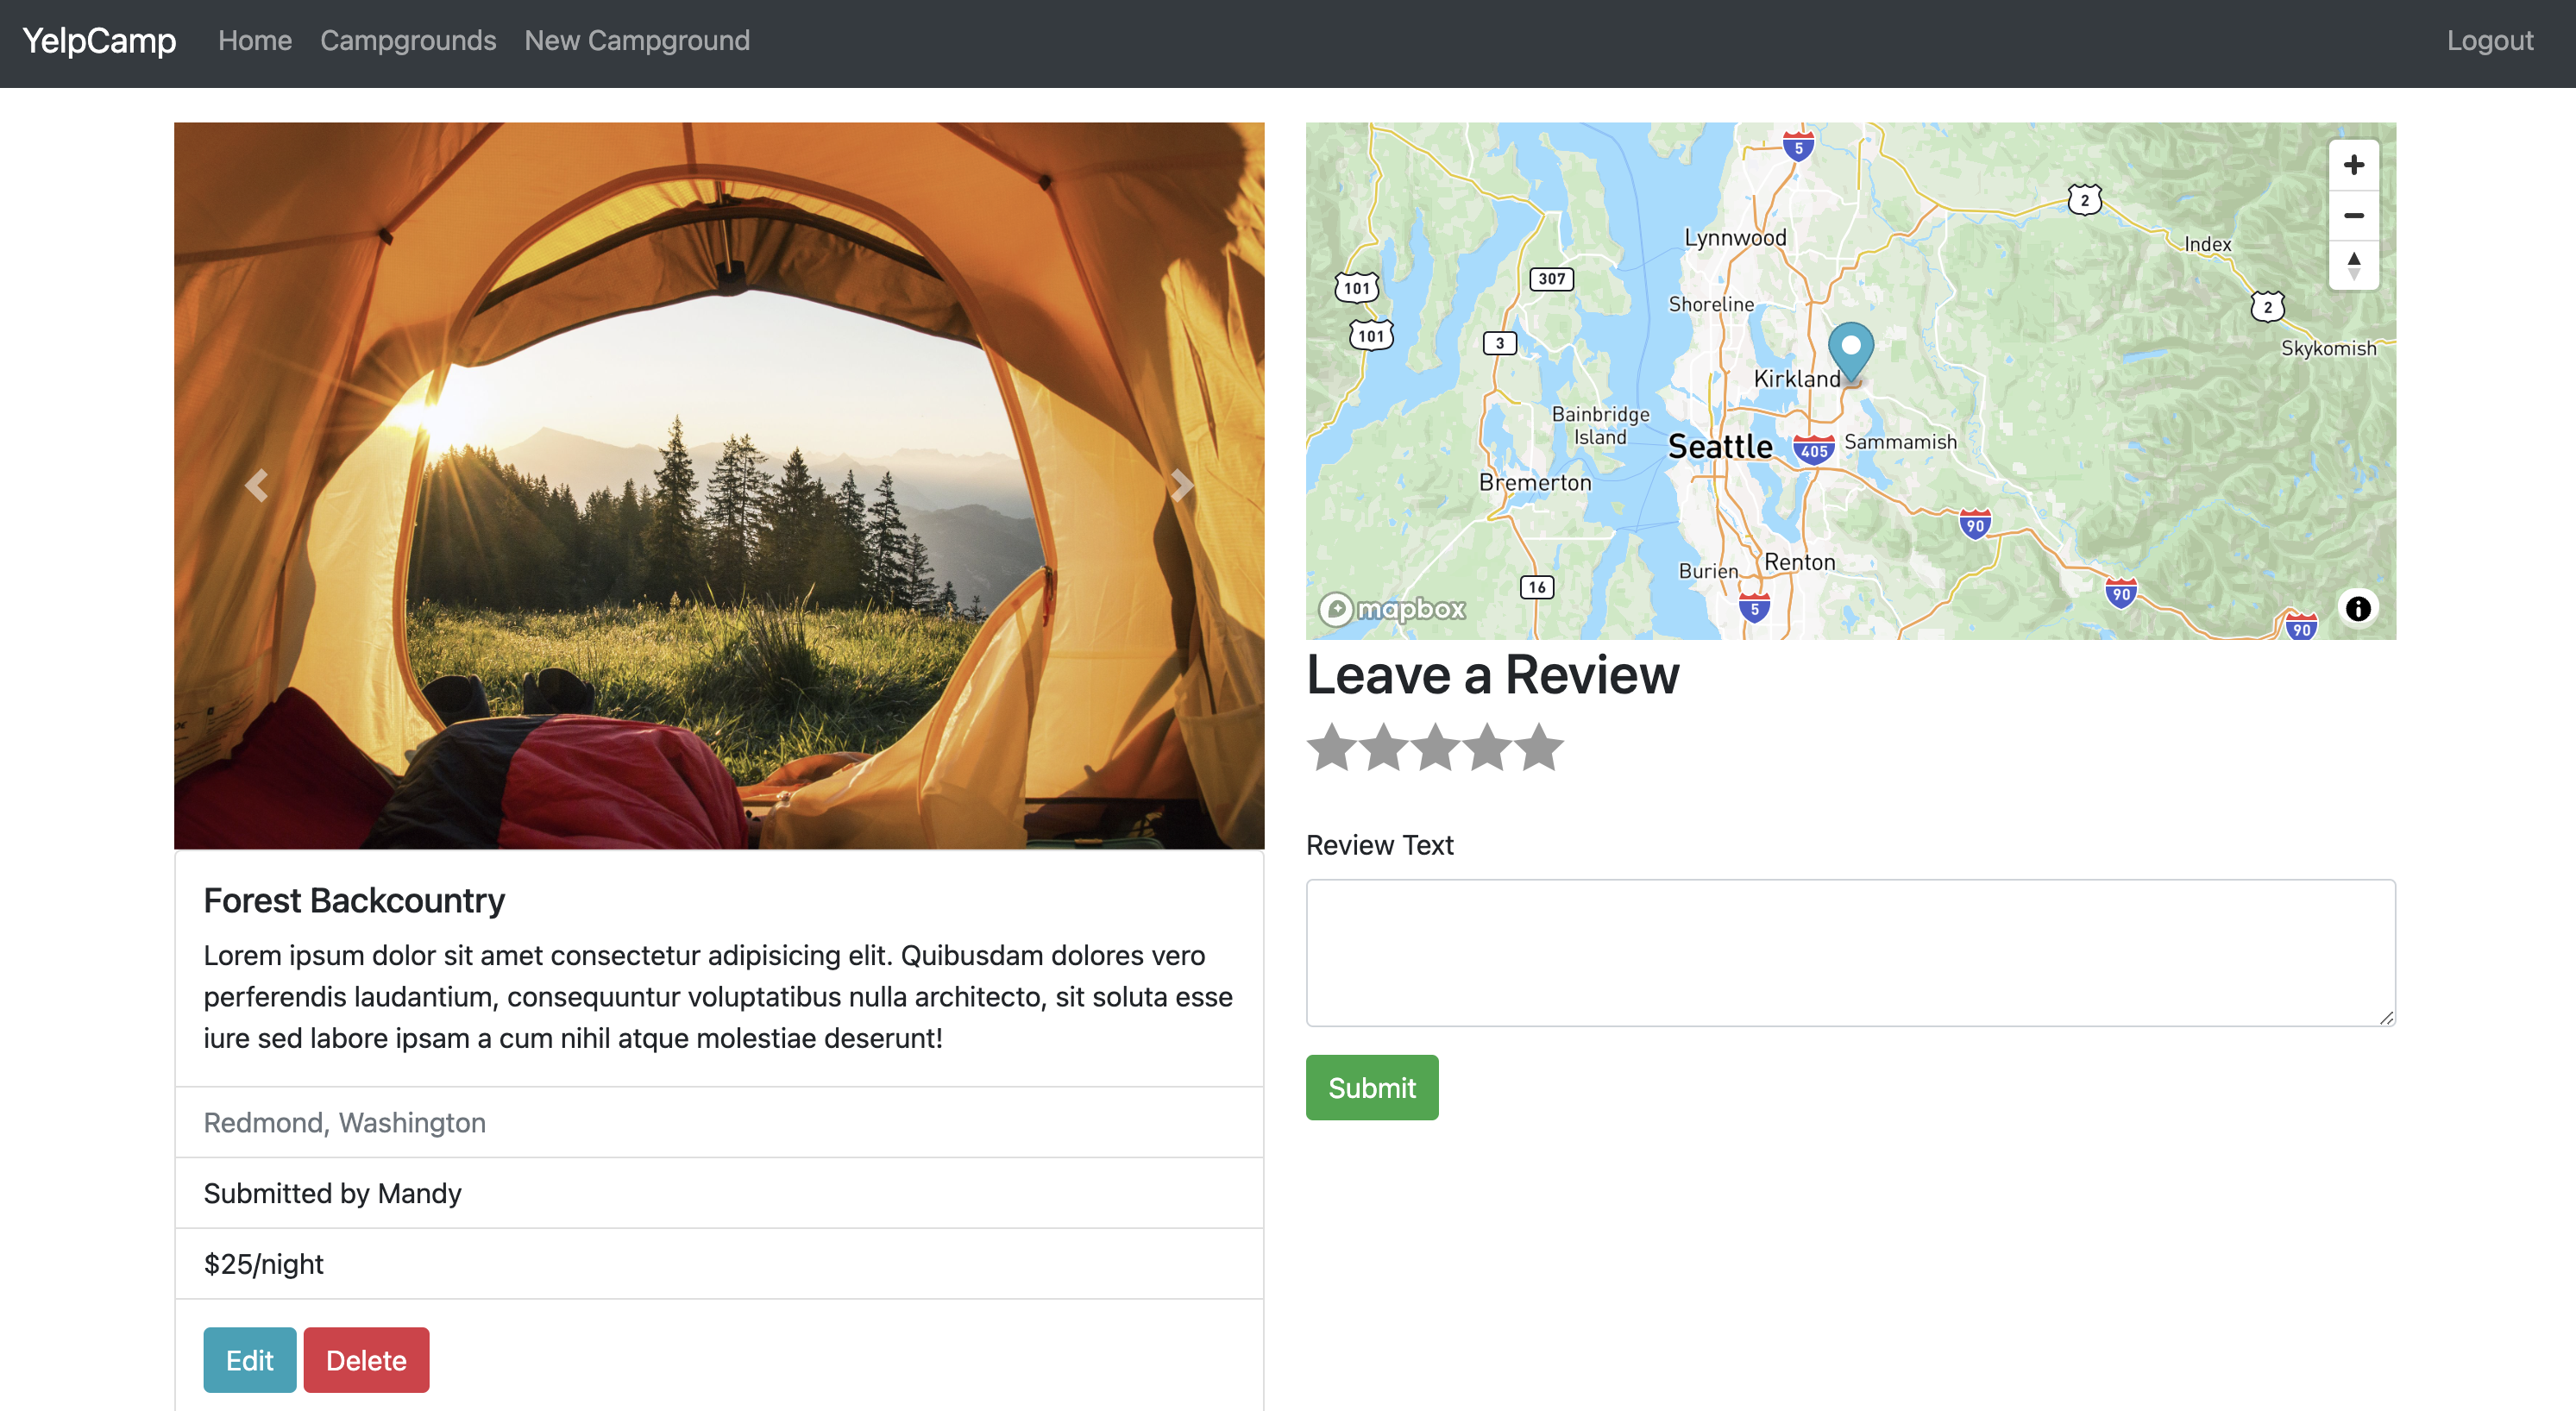 YelpCamp Home Campgrounds New Campground Logout
5
2
Lynnwood
Index
307
101
Shoreline
2
101
3
Skykomish
Kirkland
Bainbridge
Island
Seattle
405
Sammamish
Bremerton
90
Burien
Renton
16
5
90
mapbox
90
Leave a Review
Review Text
Submit
Forest Backcountry
Lorem ipsum dolor sit amet consectetur adipisicing elit. Quibusdam dolores vero
perferendis laudantium, consequuntur voluptatibus nulla architecto, sit soluta esse
iure sed labore ipsam a cum nihil atque molestiae deserunt!
Redmond, Washington
Submitted by Mandy
$25/night
Edit Delete